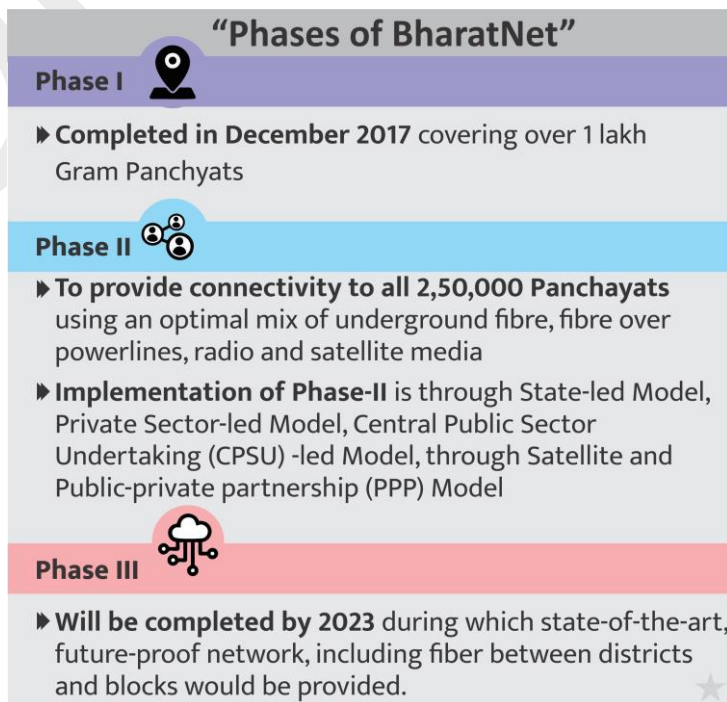 “Phases of BharatNet”
Phase I
Completed in December 2017 covering over 1 lakh
Gram Panchyats
Phase II
To provide connectivity to all 2,50,000 Panchayats
using an optimal mix of underground fibre, fibre over
powerlines, radio and satellite media
Implementation of Phase-II is through State-led Model,
Private Sector-led Model, Central Public Sector
Undertaking (CPSU) -led Model, through Satellite and
Public-private partnership (PPP) Model
Phase III
Will be completed by 2023 during which state-of-the-art,
future-proof network, including fiber between districts
and blocks would be provided.